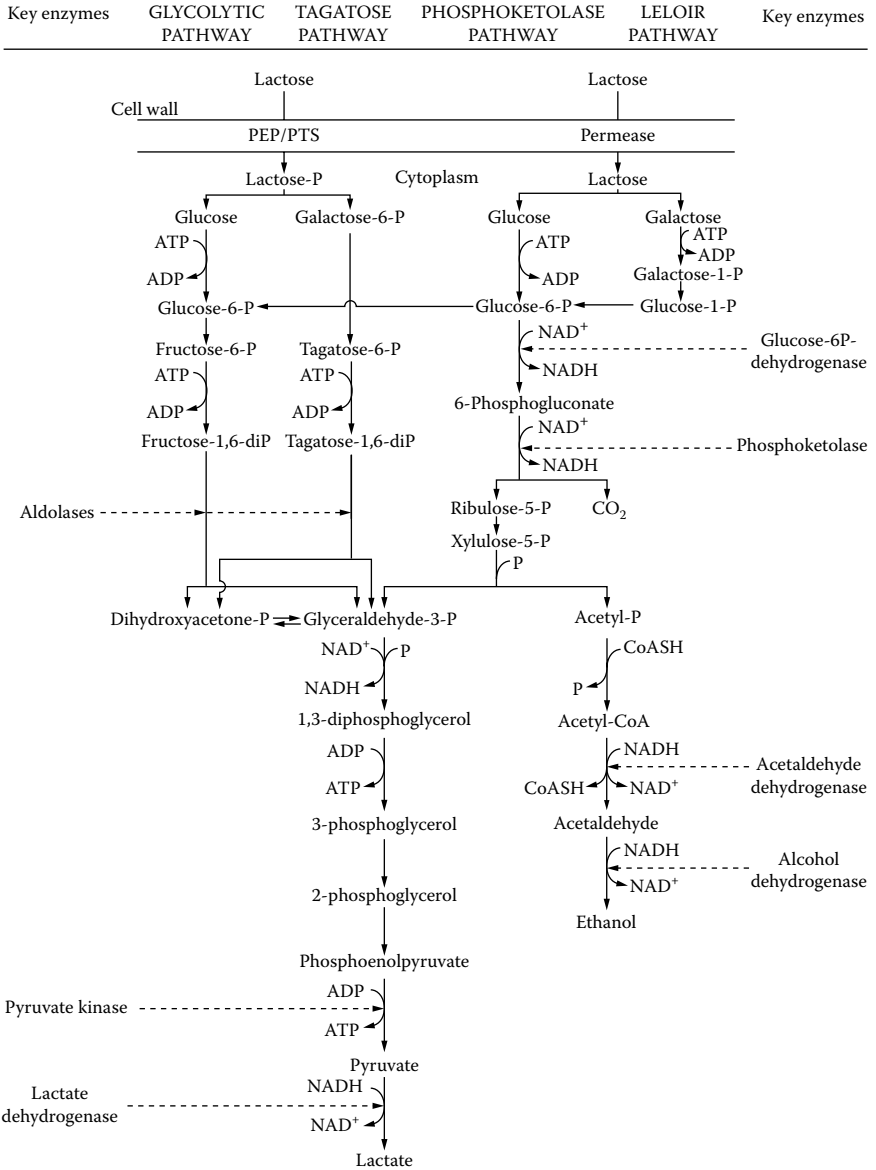 Key enzymes GLYCOLYTIC PATHWAY TAGATOSE PATHWAY PHOSPHOKETOLASE PATHWAY LELOIR PATHWAY Key enzymes
Lactose Lactose
Cell wall
PEP/PTS Permease
Lactose-P Cytoplasm Lactose
Glucose Galactose-6-P Glucose Galactose
ATP ATP ATP
ADP
ADP ADP Galactose-1-P
Glucose-6-P Glucose-6-P Glucose-1-P
NAD⁺ Glucose-6P-
Fructose-6-P Tagatose-6-P dehydrogenase
ATP ATP NADH
ADP ADP 6-Phosphogluconate
NAD⁺
Fructose-1,6-diP Tagatose-1,6-diP Phosphoketolase
NADH
Aldolases Ribulose-5-P CO₂
Xylulose-5-P
P
Dihydroxyacetone-P Glyceraldehyde-3-P Acetyl-P
NAD⁺ P CoASH
NADH P
1,3-diphosphoglycerol Acetyl-CoA
ADP NADH Acetaldehyde
ATP CoASH NAD⁺ dehydrogenase
3-phosphoglycerol Acetaldehyde
NADH Alcohol
NAD⁺ dehydrogenase
2-phosphoglycerol
Ethanol
Phosphoenolpyruvate
ADP
Pyruvate kinase
ATP
Pyruvate
NADH
Lactate
dehydrogenase
NAD⁺
Lactate